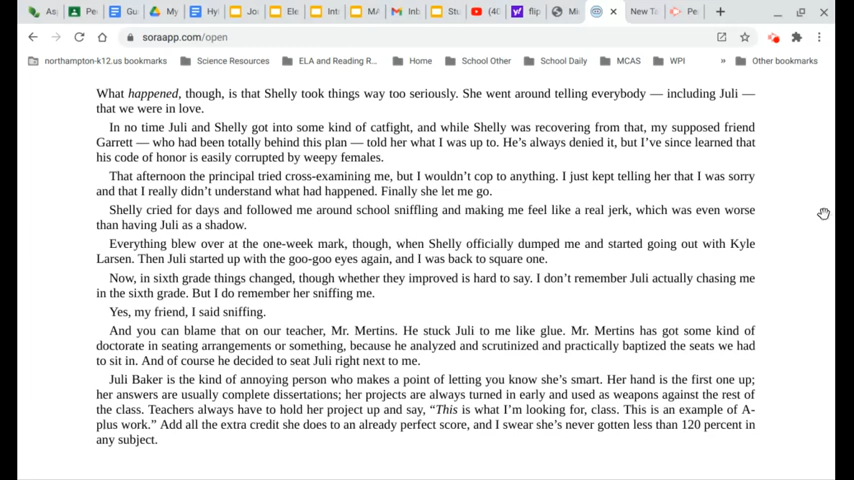 As
Pe
Gu
My
Hy
Jo
Ele
Int
MA
Inb
Stu
(40
flip
Mi
New T
Pe
soraapp.com/open
northampton-k12.us bookmarks
Science Resources
ELA and Reading R...
Home
School Other
School Daily
MCAS
WPI
»
Other bookmarks
What happened, though, is that Shelly took things way too seriously. She went around telling everybody — including Juli —
that we were in love.
In no time Juli and Shelly got into some kind of catfight, and while Shelly was recovering from that, my supposed friend
Garrett — who had been totally behind this plan — told her what I was up to. He's always denied it, but I've since learned that
his code of honor is easily corrupted by weepy females.
That afternoon the principal tried cross-examining me, but I wouldn't cop to anything. I just kept telling her that I was sorry
and that I really didn't understand what had happened. Finally she let me go.
Shelly cried for days and followed me around school sniffling and making me feel like a real jerk, which was even worse
than having Juli as a shadow.
Everything blew over at the one-week mark, though, when Shelly officially dumped me and started going out with Kyle
Larsen. Then Juli started up with the goo-goo eyes again, and I was back to square one.
Now, in sixth grade things changed, though whether they improved is hard to say. I don't remember Juli actually chasing me
in the sixth grade. But I do remember her sniffing me.
Yes, my friend, I said sniffing.
And you can blame that on our teacher, Mr. Mertins. He stuck Juli to me like glue. Mr. Mertins has got some kind of
doctorate in seating arrangements or something, because he analyzed and scrutinized and practically baptized the seats we had
to sit in. And of course he decided to seat Juli right next to me.
Juli Baker is the kind of annoying person who makes a point of letting you know she's smart. Her hand is the first one up;
her answers are usually complete dissertations; her projects are always turned in early and used as weapons against the rest of
the class. Teachers always have to hold her project up and say, "This is what I'm looking for, class. This is an example of A-
plus work." Add all the extra credit she does to an already perfect score, and I swear she's never gotten less than 120 percent in
any subject.